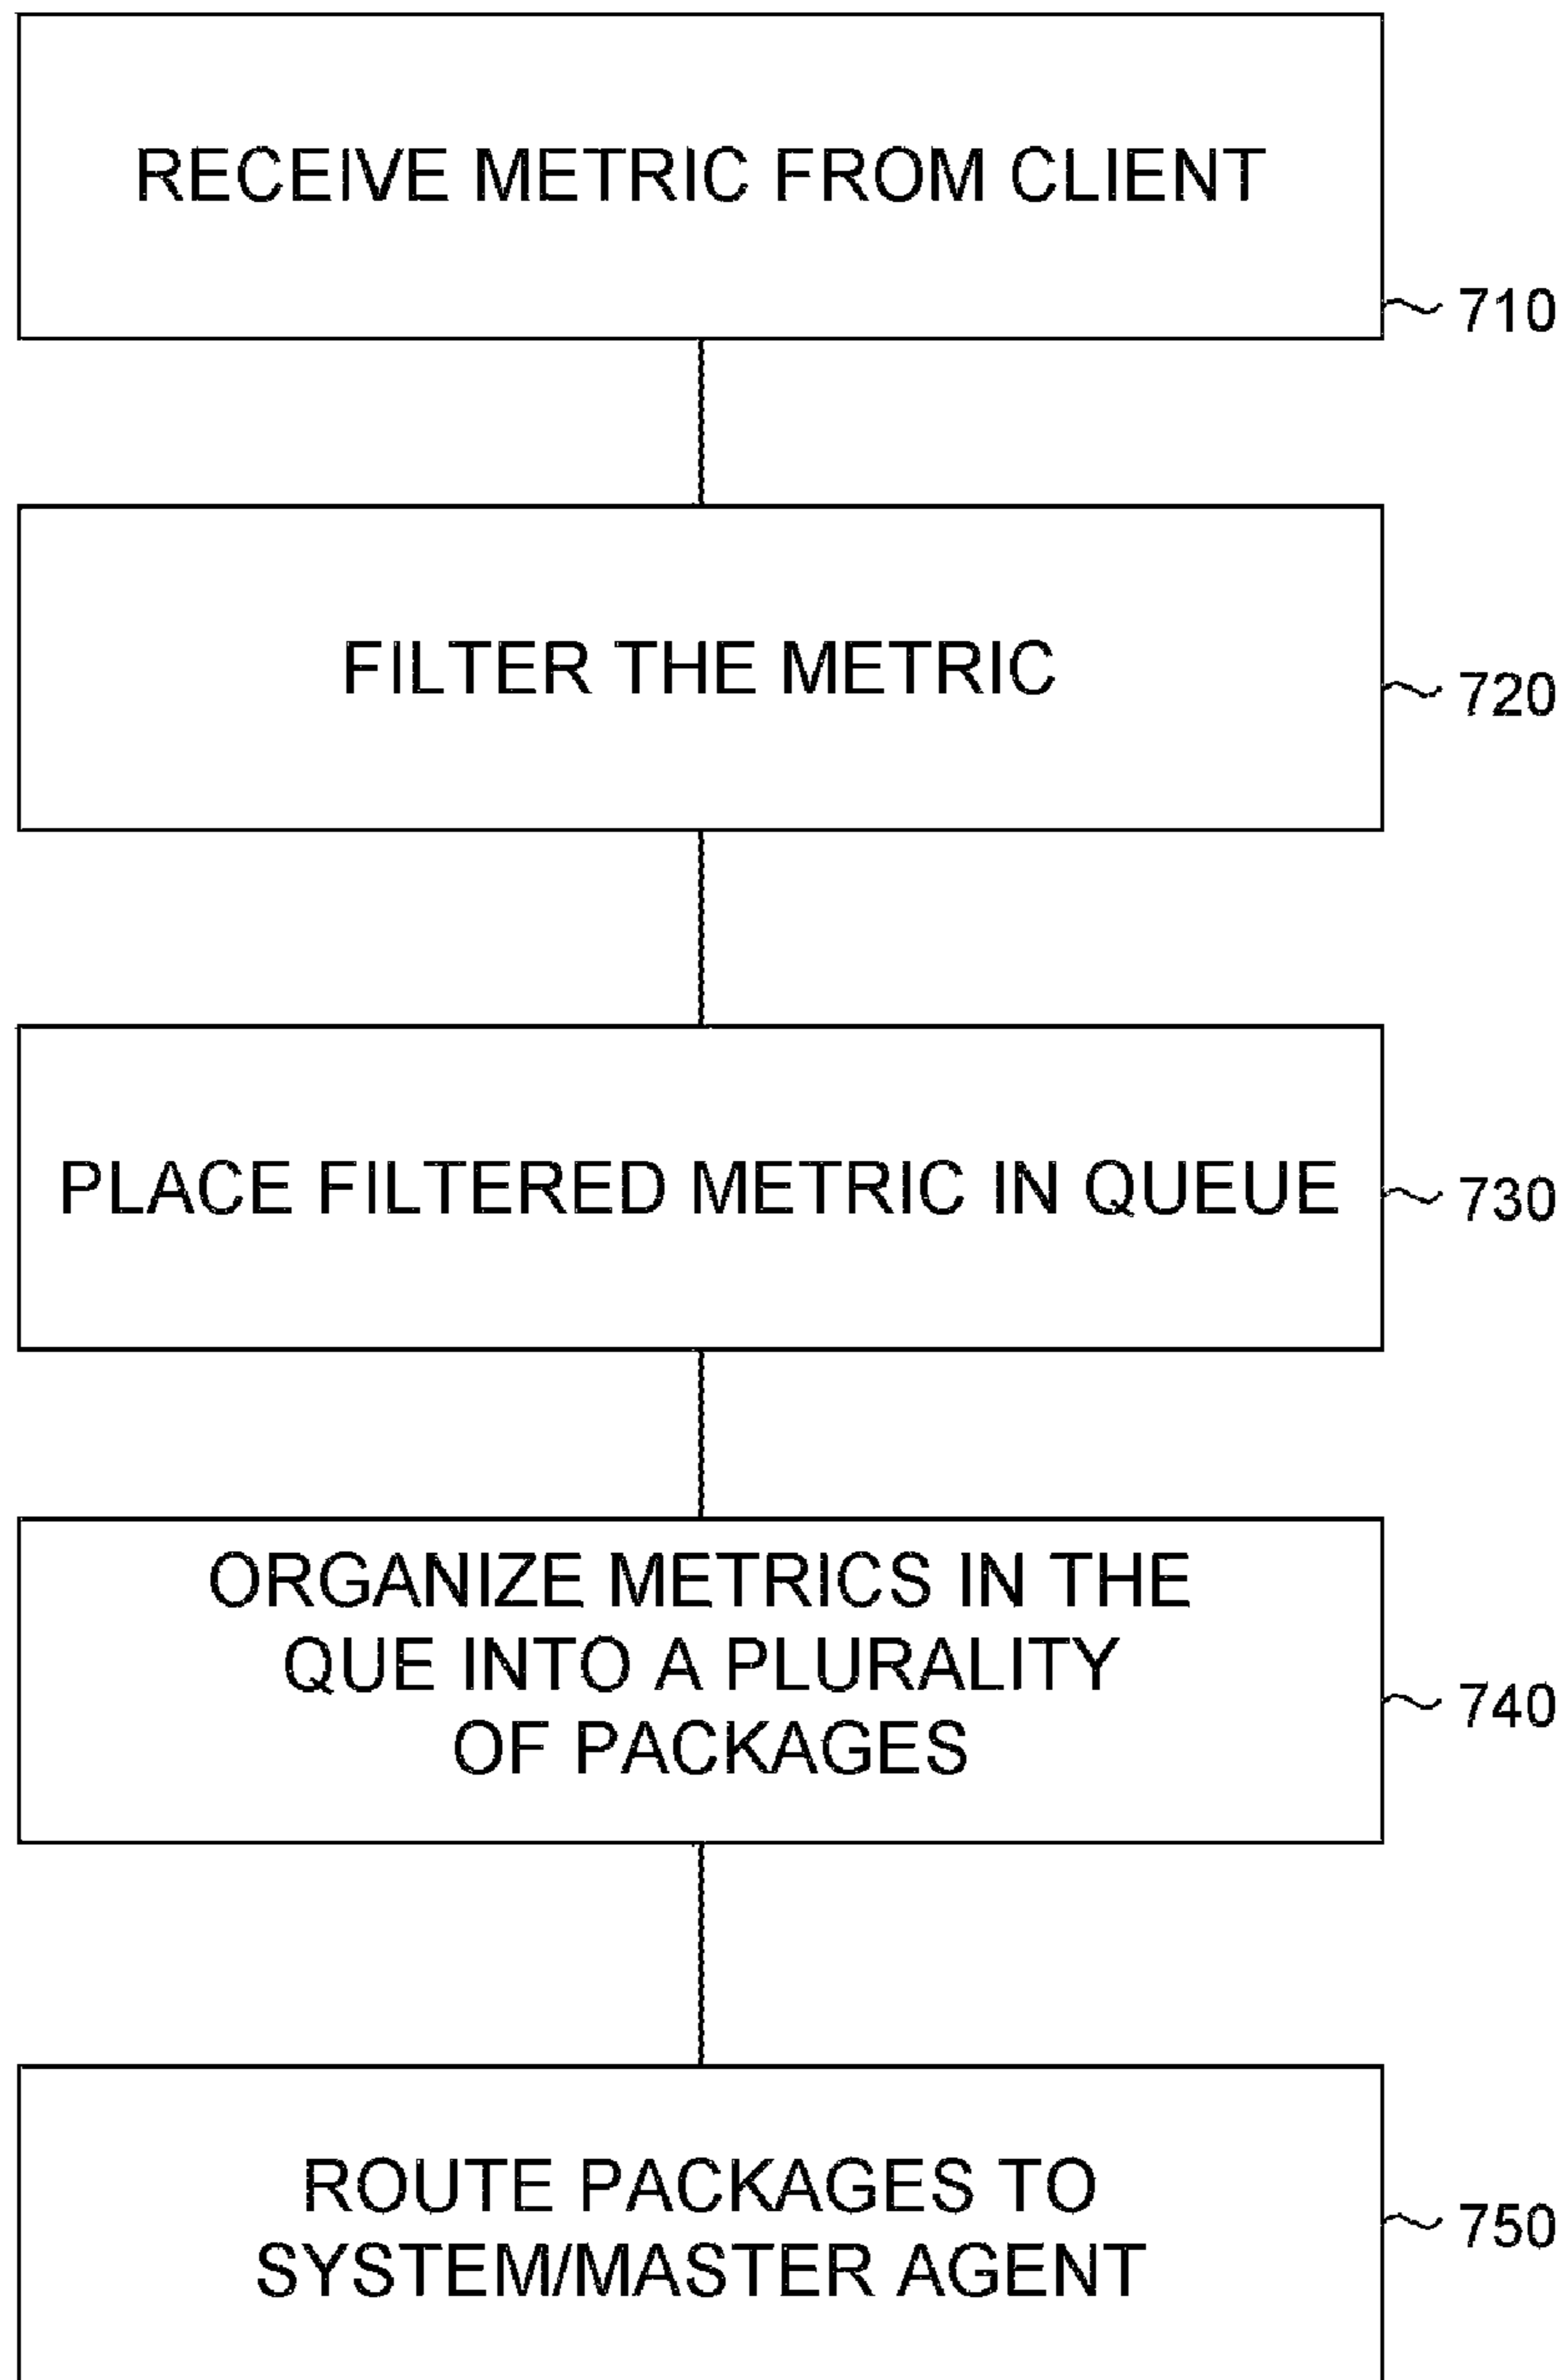 RECEIVE METRIC FROM CLIENT
710
FILTER THE METRIC
720
PLACE FILTERED METRIC IN QUEUE
730
ORGANIZE METRICS IN THE
QUE INTO A PLURALITY
OF PACKAGES
740
ROUTE PACKAGES TO
SYSTEM/MASTER AGENT
750